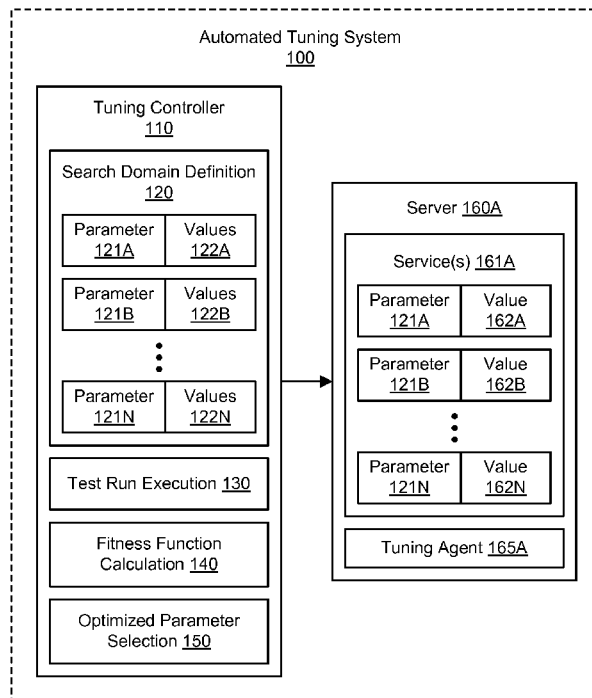 Automated Tuning System
100
Tuning Controller
110
Search Domain Definition
120
Parameter Values
121A 122A
Parameter Values
121B 122B
Parameter Values
121N 122N
Test Run Execution 130
Fitness Function
Calculation 140
Optimized Parameter
Selection 150
Server 160A
Service(s) 161A
Parameter Value
121A 162A
Parameter Value
121B 162B
Parameter Value
121N 162N
Tuning Agent 165A